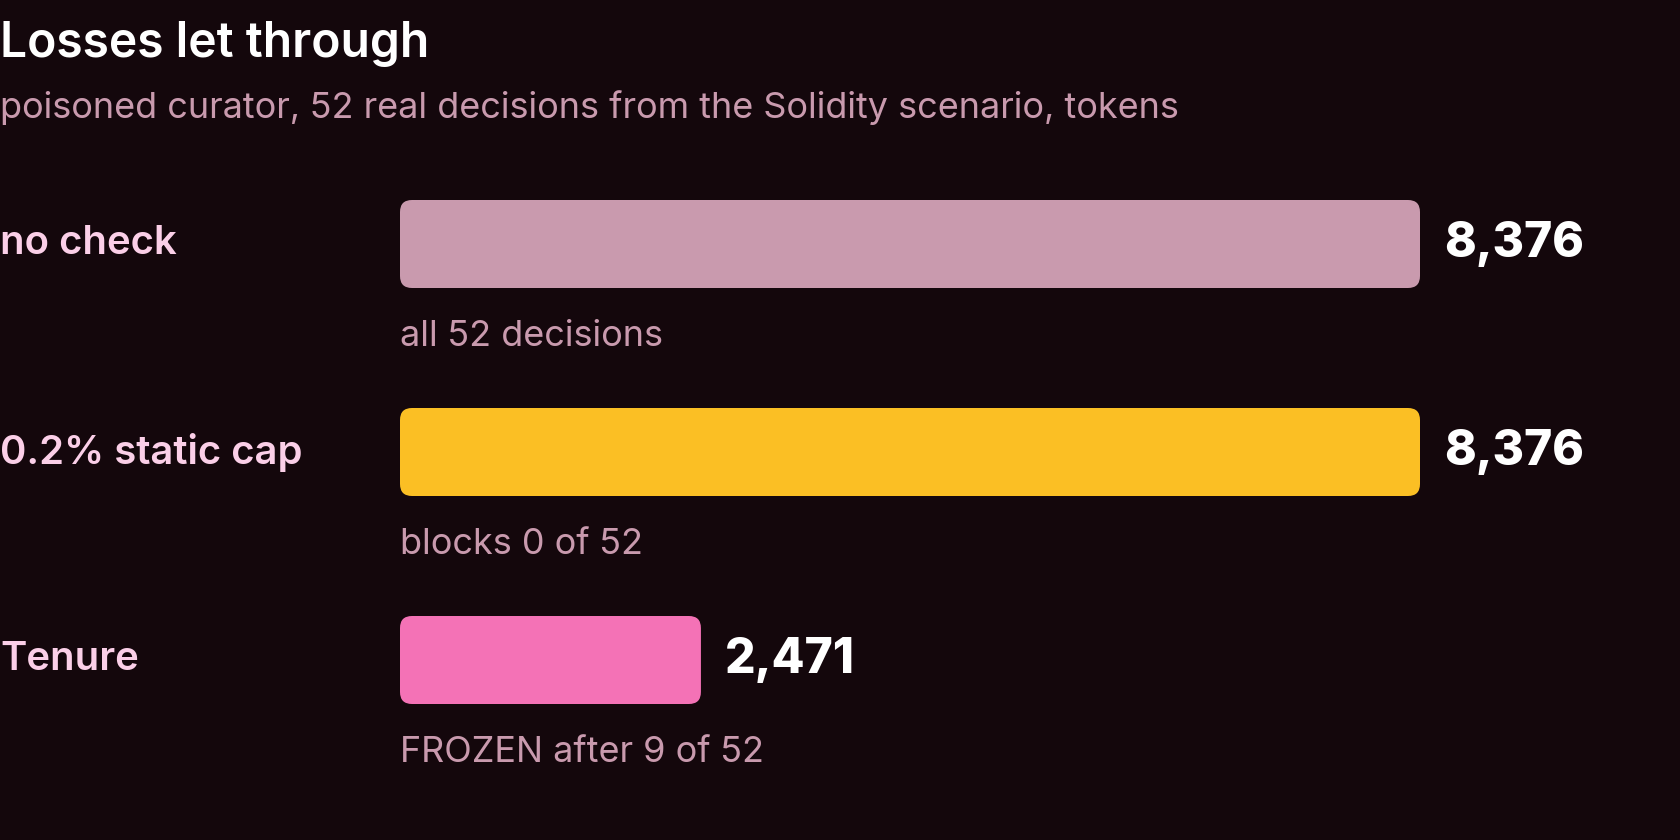 Losses let through
poisoned curator, 52 real decisions from the Solidity scenario, tokens
no check
8,376
all 52 decisions
0.2% static cap
8,376
blocks 0 of 52
Tenure
2,471
FROZEN after 9 of 52